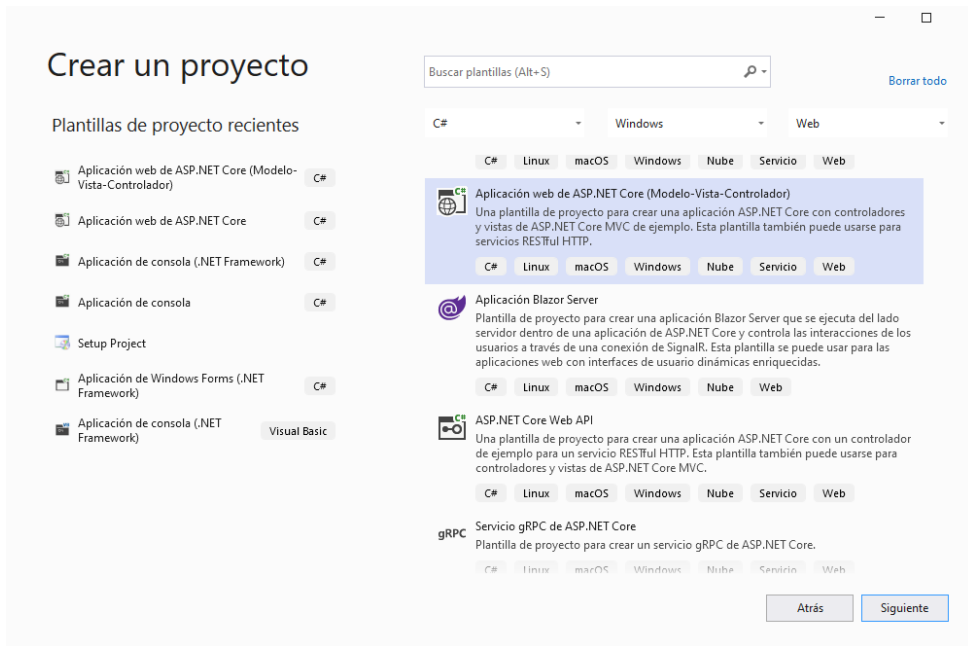 Crear un proyecto
Plantillas de proyecto recientes
Aplicación web de ASP.NET Core (Modelo-
Vista-Controlador)
C#
Aplicación web de ASP.NET Core
C#
Aplicación de consola (.NET Framework)
C#
Aplicación de consola
C#
Setup Project
Aplicación de Windows Forms (.NET
Framework)
C#
Aplicación de consola (.NET
Framework)
Visual Basic
Buscar plantillas (Alt+S)
Borrar todo
C# Windows Web
C# Linux macOS Windows Nube Servicio Web
Aplicación web de ASP.NET Core (Modelo-Vista-Controlador)
Una plantilla de proyecto para crear una aplicación ASP.NET Core con controladores
y vistas de ASP.NET Core MVC de ejemplo. Esta plantilla también puede usarse para
servicios RESTful HTTP.
C# Linux macOS Windows Nube Servicio Web
Aplicación Blazor Server
Plantilla de proyecto para crear una aplicación Blazor Server que se ejecuta del lado
servidor dentro de una aplicación de ASP.NET Core y controla las interacciones de los
usuarios a través de una conexión de SignalR. Esta plantilla se puede usar para las
aplicaciones web con interfaces de usuario dinámicas enriquecidas.
C# Linux macOS Windows Nube Web
ASP.NET Core Web API
Una plantilla de proyecto para crear una aplicación ASP.NET Core con un controlador
de ejemplo para un servicio RESTful HTTP. Esta plantilla también puede usarse para
controladores y vistas de ASP.NET Core MVC.
C# Linux macOS Windows Nube Servicio Web
gRPC
Servicio gRPC de ASP.NET Core
Plantilla de proyecto para crear un servicio gRPC de ASP.NET Core.
C# Linux macOS Windows Nube Servicio Web
Atrás
Siguiente